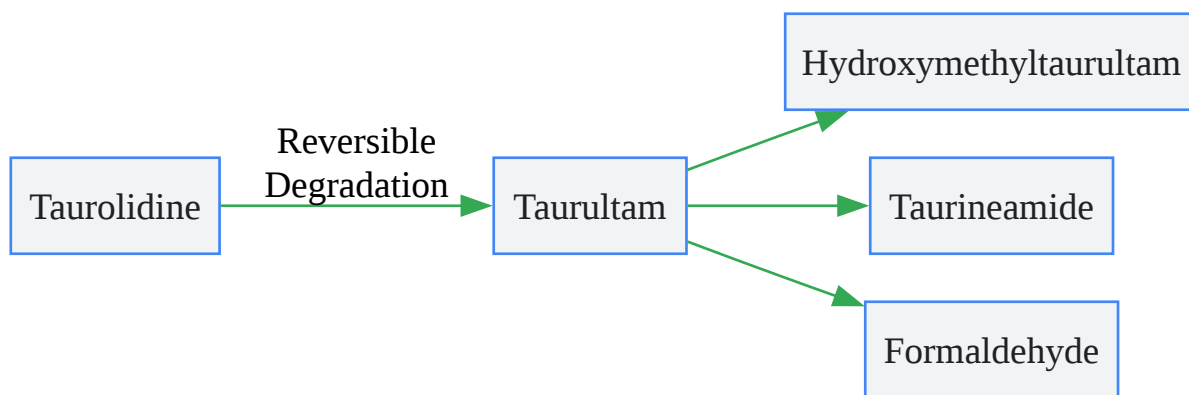 Hydroxymethyltaurultam
Reversible
Degradation
Taurolidine
Taurultam
Taurineamide
Formaldehyde